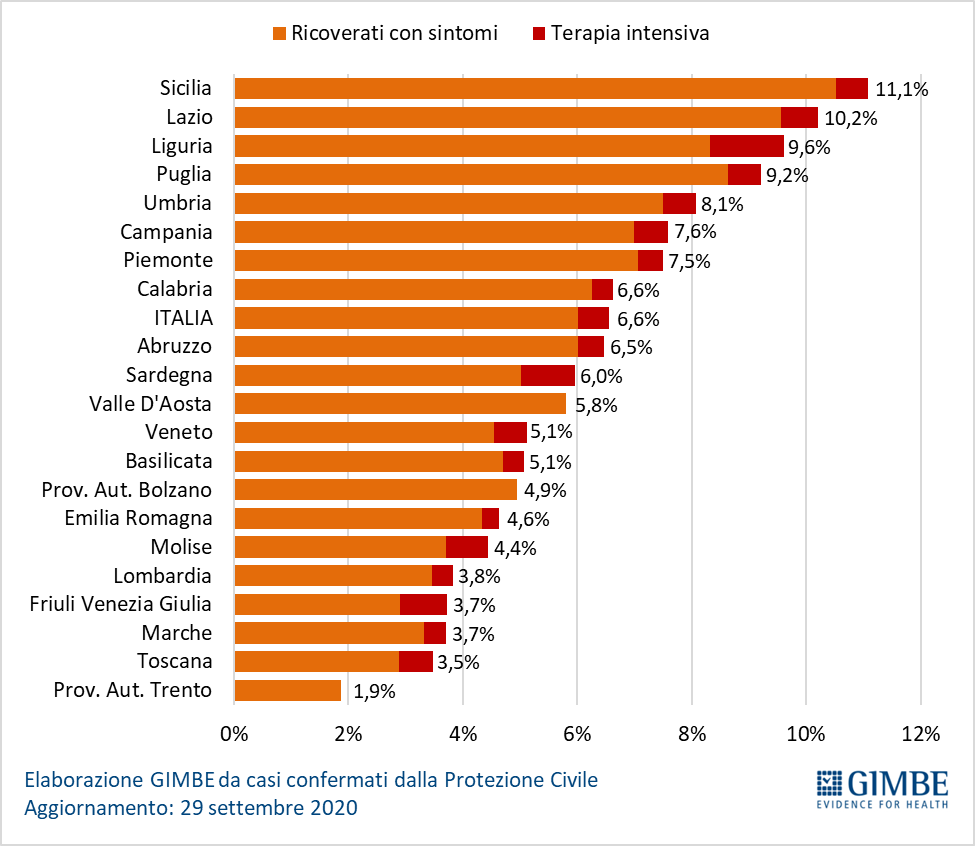 Ricoverati con sintomi Terapia intensiva
Sicilia 11,1%
Lazio 10,2%
Liguria 9,6%
Puglia 9,2%
Umbria 8,1%
Campania 7,6%
Piemonte 7,5%
Calabria 6,6%
ITALIA 6,6%
Abruzzo 6,5%
Sardegna 6,0%
Valle D'Aosta 5,8%
Veneto 5,1%
Basilicata 5,1%
Prov. Aut. Bolzano 4,9%
Emilia Romagna 4,6%
Molise 4,4%
Lombardia 3,8%
Friuli Venezia Giulia 3,7%
Marche 3,7%
Toscana 3,5%
Prov. Aut. Trento 1,9%
0% 2% 4% 6% 8% 10% 12%
Elaborazione GIMBE da casi confermati dalla Protezione Civile
Aggiornamento: 29 settembre 2020
GIMBE
EVIDENCE FOR HEALTH